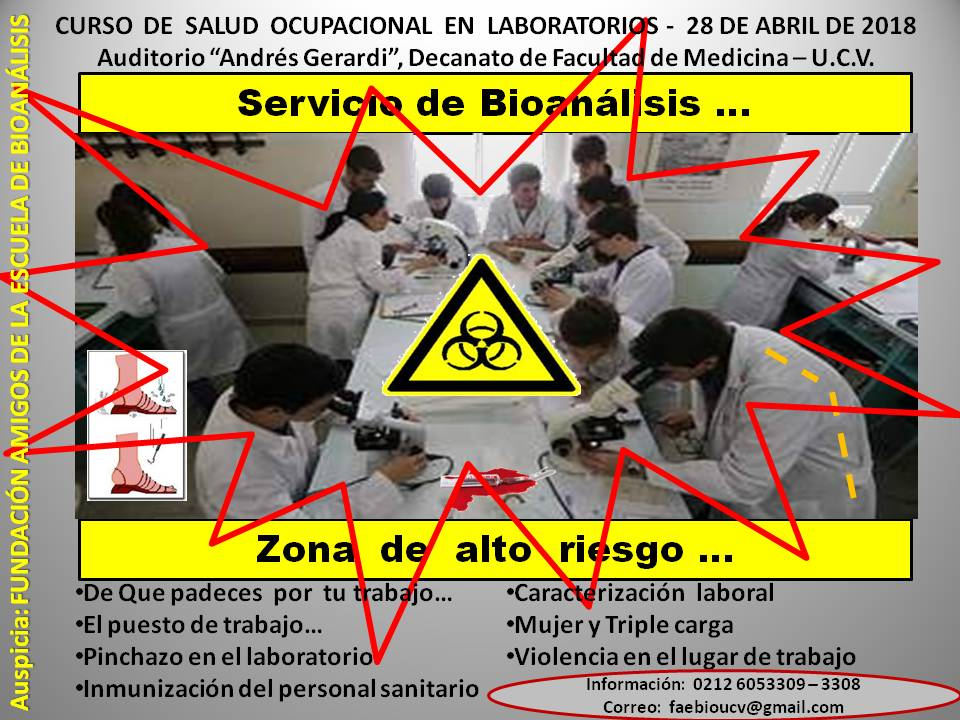 CURSO DE SALUD OCUPACIONAL EN LABORATORIOS - 28 DE ABRIL DE 2018
Auditorio “Andrés Gerardi”, Decanato de Facultad de Medicina – U.C.V.
Auspicia: FUNDACIÓN AMIGOS DE LA ESCUELA DE BIOANÁLISIS
Servicio de Bioanálisis ...
Zona de alto riesgo ...
•De Que padeces por tu trabajo...
•El puesto de trabajo...
•Pinchazo en el laboratorio
•Inmunización del personal sanitario
•Caracterización laboral
•Mujer y Triple carga
•Violencia en el lugar de trabajo
Información: 0212 6053309 – 3308
Correo: faebioucv@gmail.com